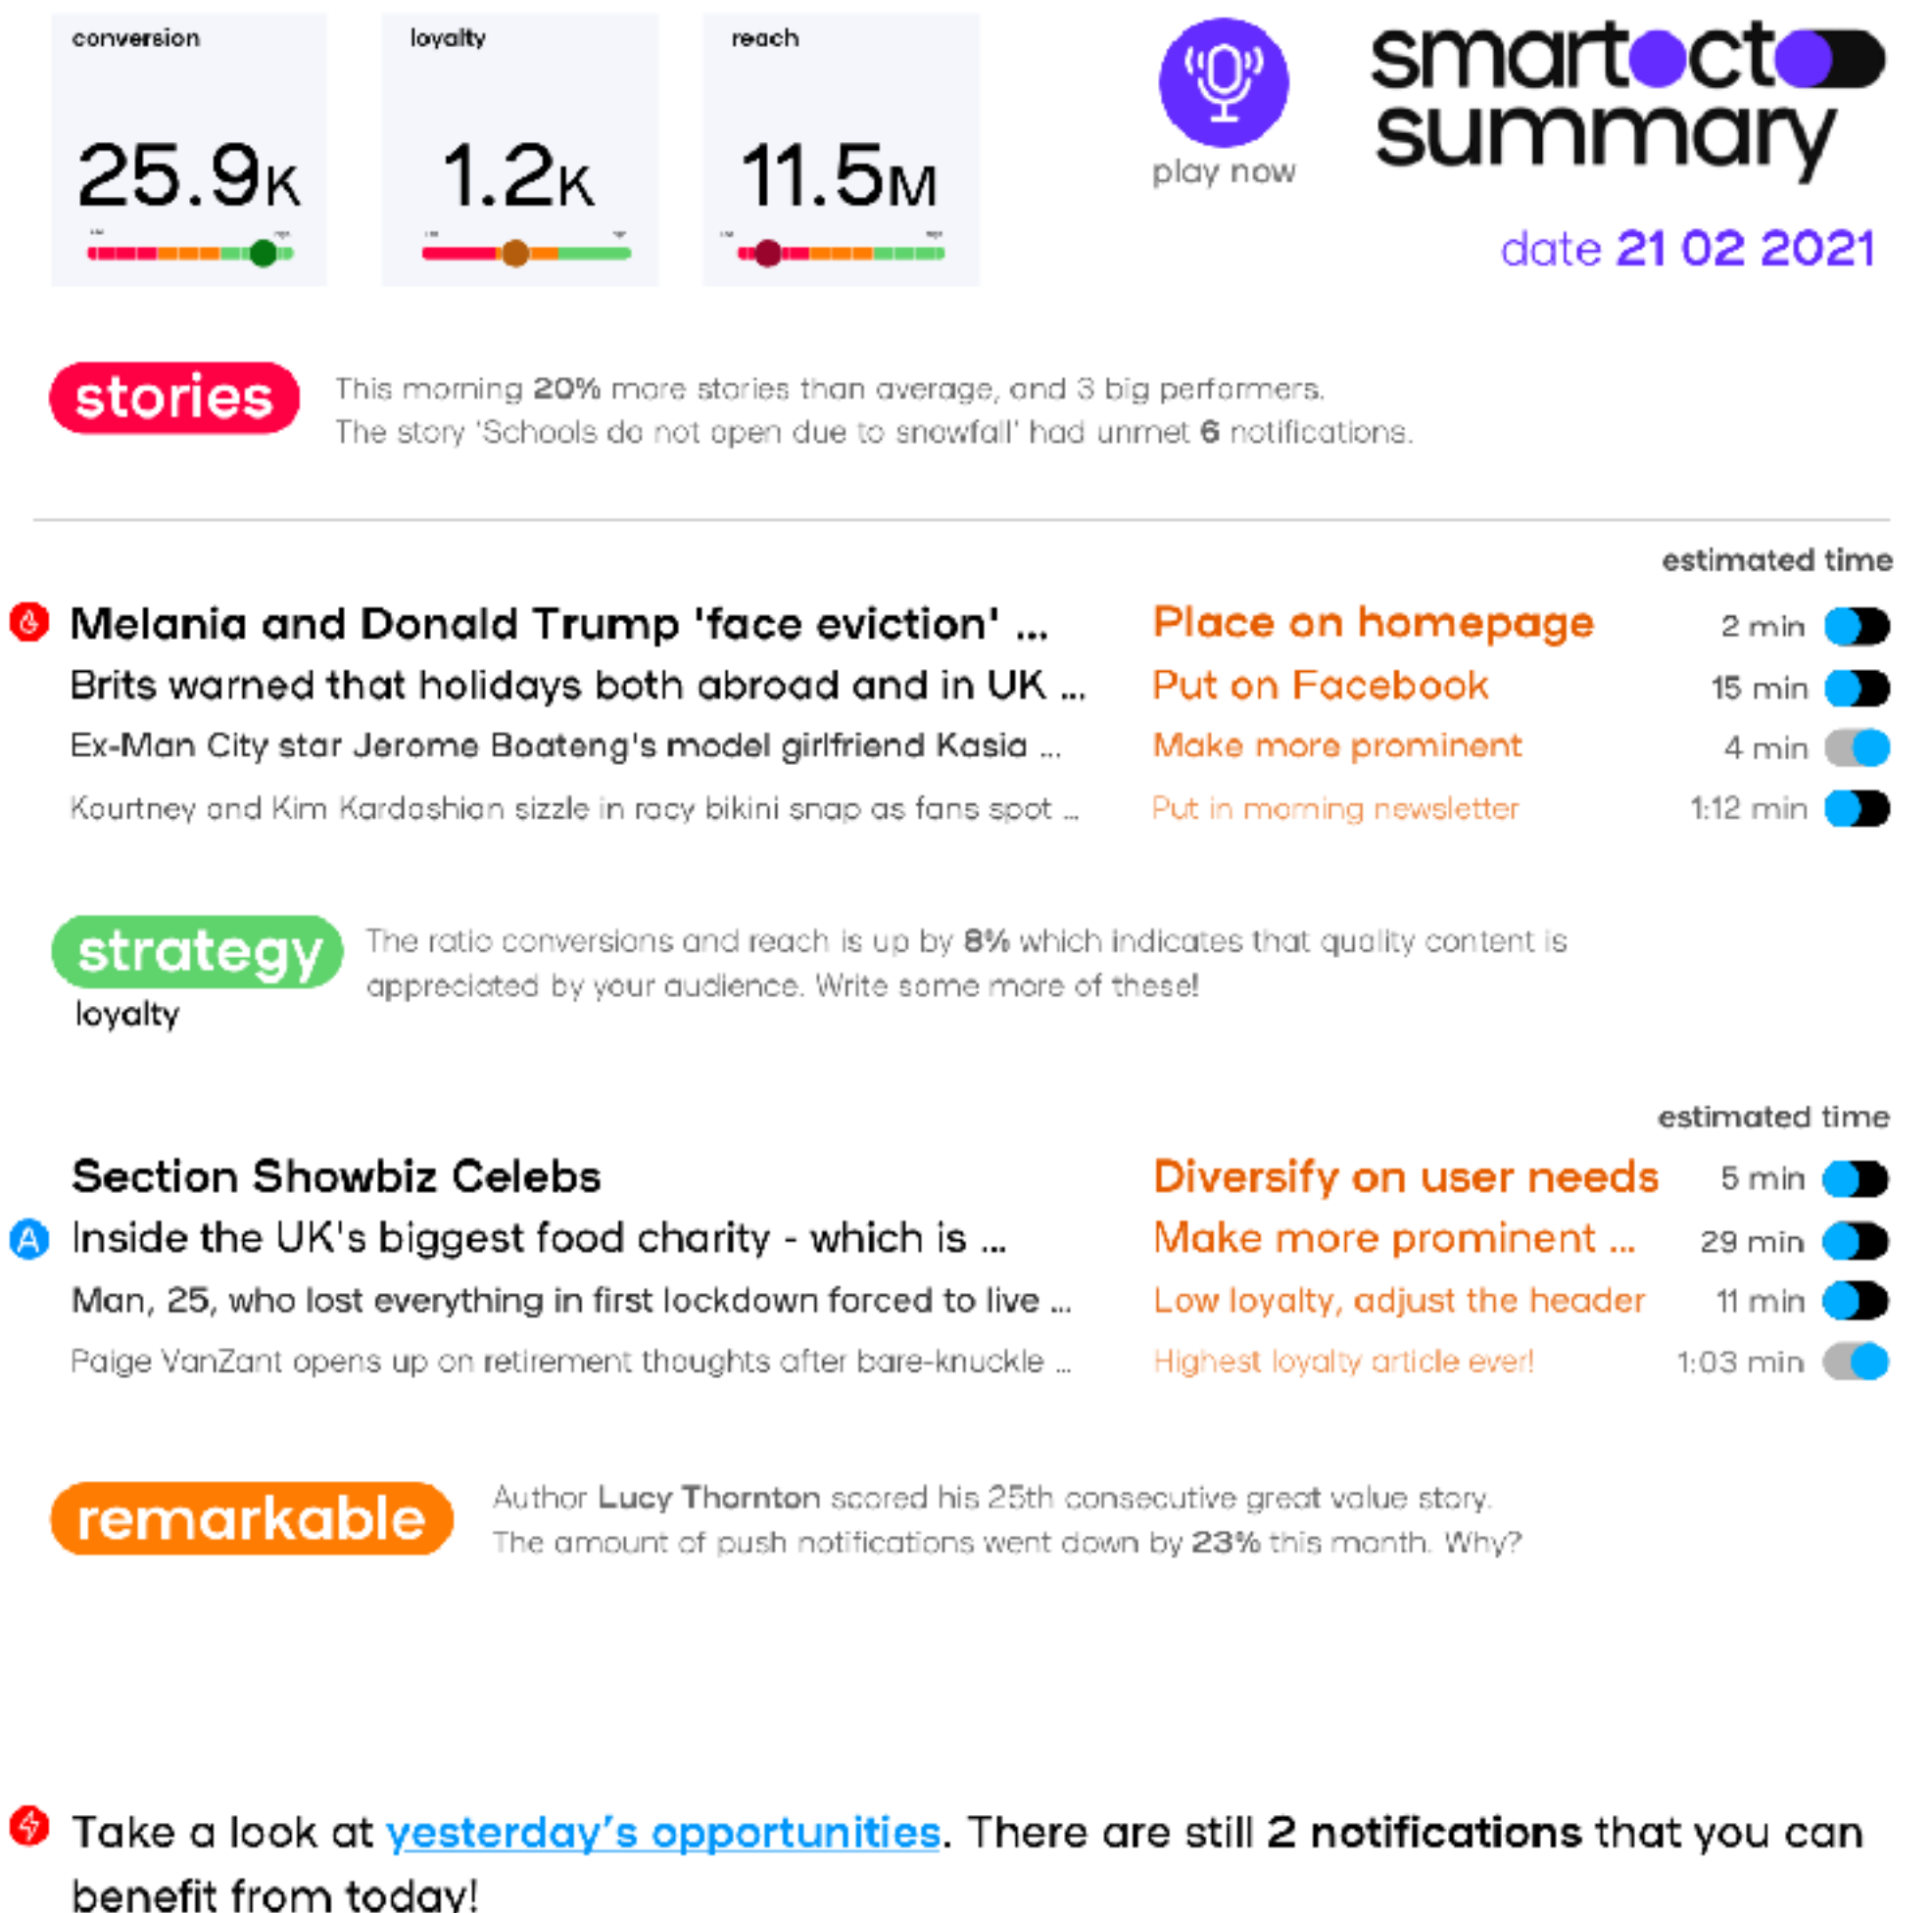 conversion
loyalty
reach
25.9K
1.2K
11.5M
play now
smartocto
summary
date 21 02 2021
stories
This morning 20% more stories than average, and 3 big performers.
The story 'Schools do not open due to snowfall' had unmet 6 notifications.
estimated time
Melania and Donald Trump 'face eviction' ... Place on homepage 2 min
Brits warned that holidays both abroad and in UK ... Put on Facebook 15 min
Ex-Man City star Jerome Boateng's model girlfriend Kasia ... Make more prominent 4 min
Kourtney and Kim Kardashian sizzle in racy bikini snap as fans spot ... Put in morning newsletter 1:12 min
strategy
loyalty
The ratio conversions and reach is up by 8% which indicates that quality content is
appreciated by your audience. Write some more of these!
estimated time
Section Showbiz Celebs Diversify on user needs 5 min
A Inside the UK's biggest food charity - which is ... Make more prominent ... 29 min
Man, 25, who lost everything in first lockdown forced to live ... Low loyalty, adjust the header 11 min
Paige VanZant opens up on retirement thoughts after bare-knuckle ... Highest loyalty article ever! 1:03 min
remarkable
Author Lucy Thornton scored his 25th consecutive great value story.
The amount of push notifications went down by 23% this month. Why?
Take a look at yesterday's opportunities. There are still 2 notifications that you can
benefit from today!